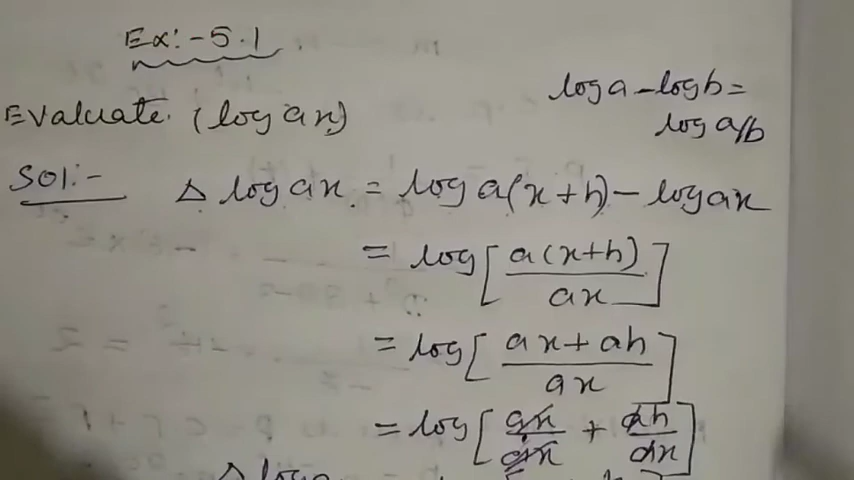 Ex:-5.1
Evaluate (log ax)
log a - log b =
log a/b
Sol:-
Δ log ax = log a(x+h) - log ax
= log [ a(x+h) / ax ]
= log [ ax + ah / ax ]
= log [ ax/ax + ah/ax ]
Δ log